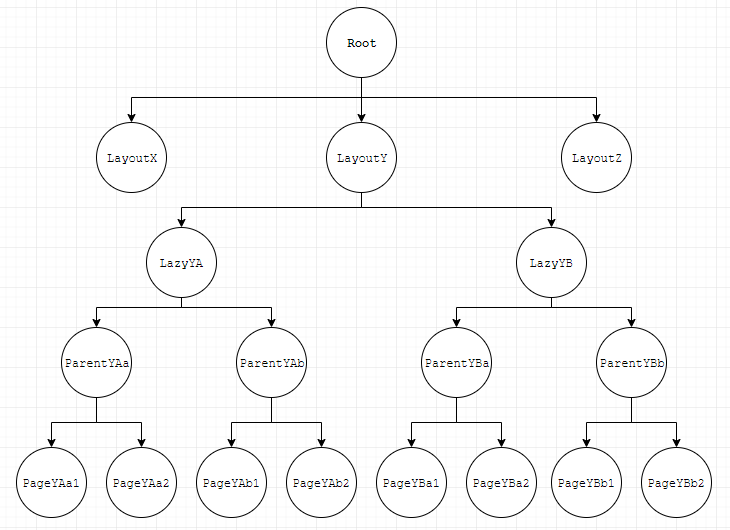 Root
LayoutX
LayoutY
LayoutZ
LazyYA
LazyYB
ParentYAa
ParentYAb
ParentYBa
ParentYBb
PageYAa1
PageYAa2
PageYAb1
PageYAb2
PageYBa1
PageYBa2
PageYBb1
PageYBb2